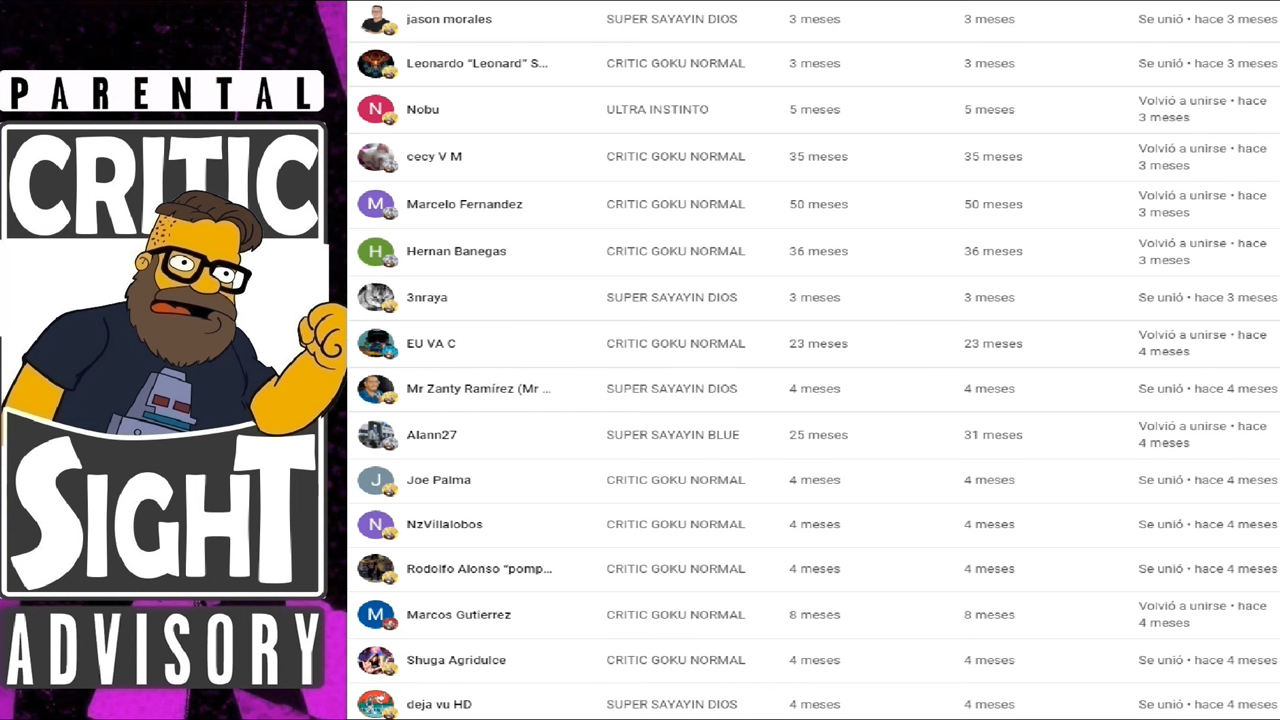 PARENTAL
CRITIC
SIGHT
ADVISORY
jason morales SUPER SAYAYIN DIOS 3 meses 3 meses Se unió • hace 3 meses
Leonardo "Leonard" S... CRITIC GOKU NORMAL 3 meses 3 meses Se unió • hace 3 meses
N Nobu ULTRA INSTINTO 5 meses 5 meses Volvió a unirse • hace
3 meses
cecy V M CRITIC GOKU NORMAL 35 meses 35 meses Volvió a unirse • hace
3 meses
M Marcelo Fernandez CRITIC GOKU NORMAL 50 meses 50 meses Volvió a unirse • hace
3 meses
H Hernan Banegas CRITIC GOKU NORMAL 36 meses 36 meses Volvió a unirse • hace
3 meses
3nraya SUPER SAYAYIN DIOS 3 meses 3 meses Se unió • hace 3 meses
EU VA C CRITIC GOKU NORMAL 23 meses 23 meses Volvió a unirse • hace
4 meses
Mr Zanty Ramírez (Mr ... SUPER SAYAYIN DIOS 4 meses 4 meses Se unió • hace 4 meses
Alann27 SUPER SAYAYIN BLUE 25 meses 31 meses Volvió a unirse • hace
4 meses
J Joe Palma CRITIC GOKU NORMAL 4 meses 4 meses Se unió • hace 4 meses
N NzVillalobos CRITIC GOKU NORMAL 4 meses 4 meses Se unió • hace 4 meses
Rodolfo Alonso "pomp... CRITIC GOKU NORMAL 4 meses 4 meses Se unió • hace 4 meses
M Marcos Gutierrez CRITIC GOKU NORMAL 8 meses 8 meses Volvió a unirse • hace
4 meses
Shuga Agridulce CRITIC GOKU NORMAL 4 meses 4 meses Se unió • hace 4 meses
deja vu HD SUPER SAYAYIN DIOS 4 meses 4 meses Se unió • hace 4 meses